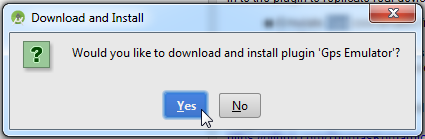 Download and Install
Would you like to download and install plugin 'Gps Emulator'?
Yes
No